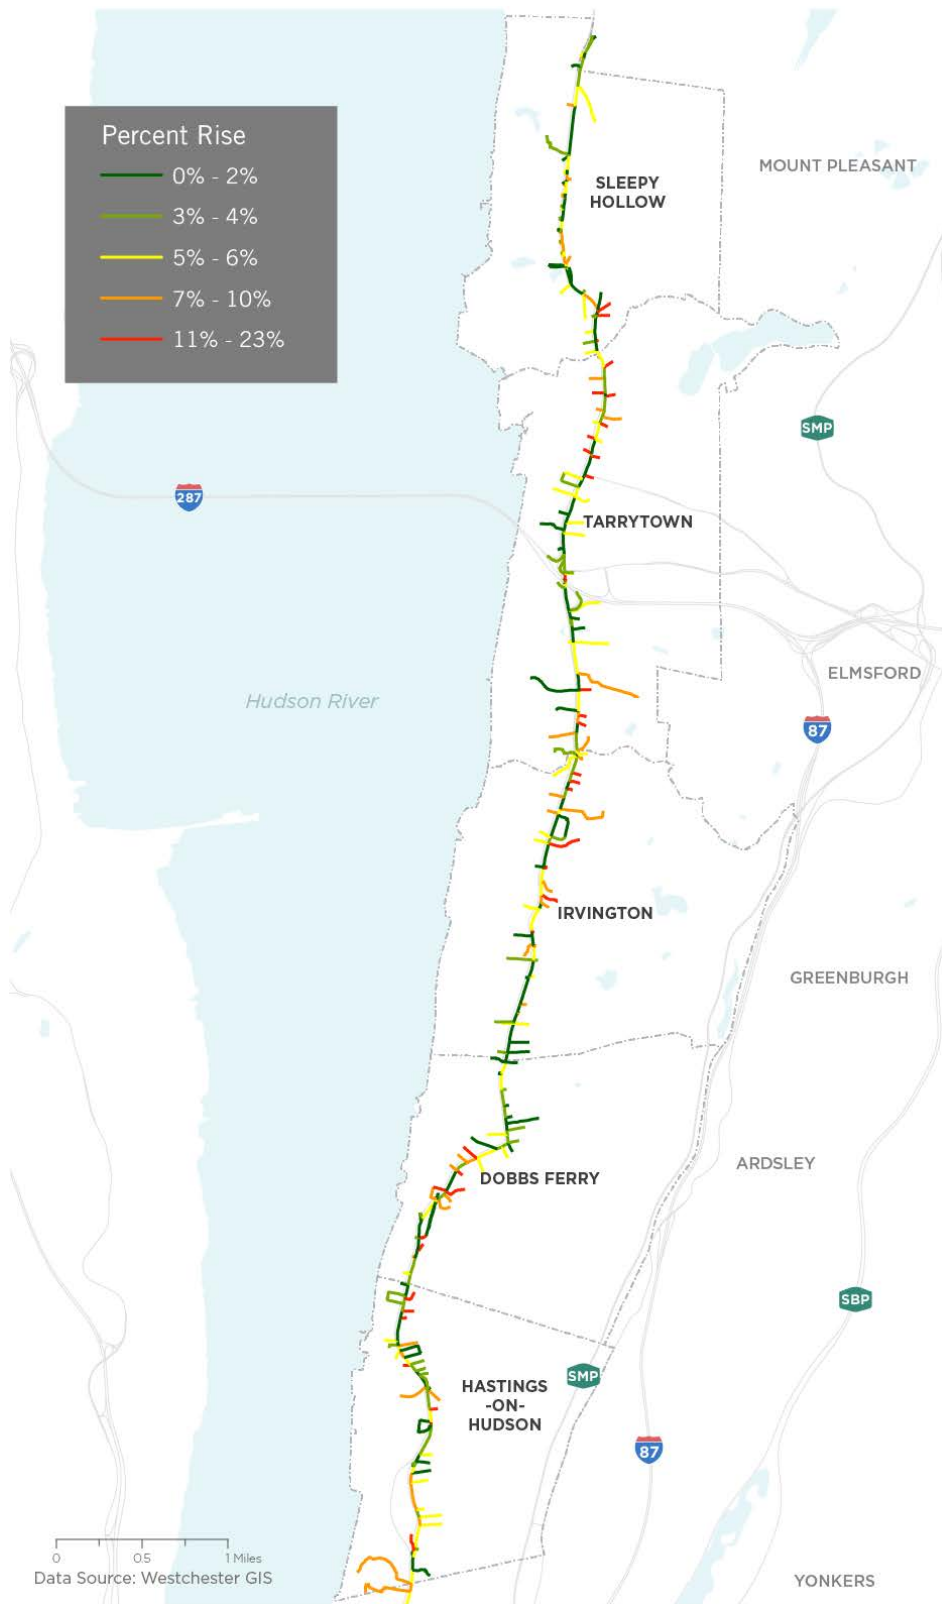 Percent Rise
0% - 2%
3% - 4%
5% - 6%
7% - 10%
11% - 23%
MOUNT PLEASANT
SLEEPY
HOLLOW
SMP
287
TARRYTOWN
ELMSFORD
Hudson River
87
IRVINGTON
GREENBURGH
ARDSLEY
DOBBS FERRY
SBP
SMP
HASTINGS
-ON-
HUDSON
87
0 0.5 1 Miles
Data Source: Westchester GIS
YONKERS